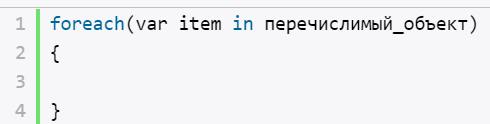 1 foreach(var item in перечислимый_объект)
2 {
3
4 }